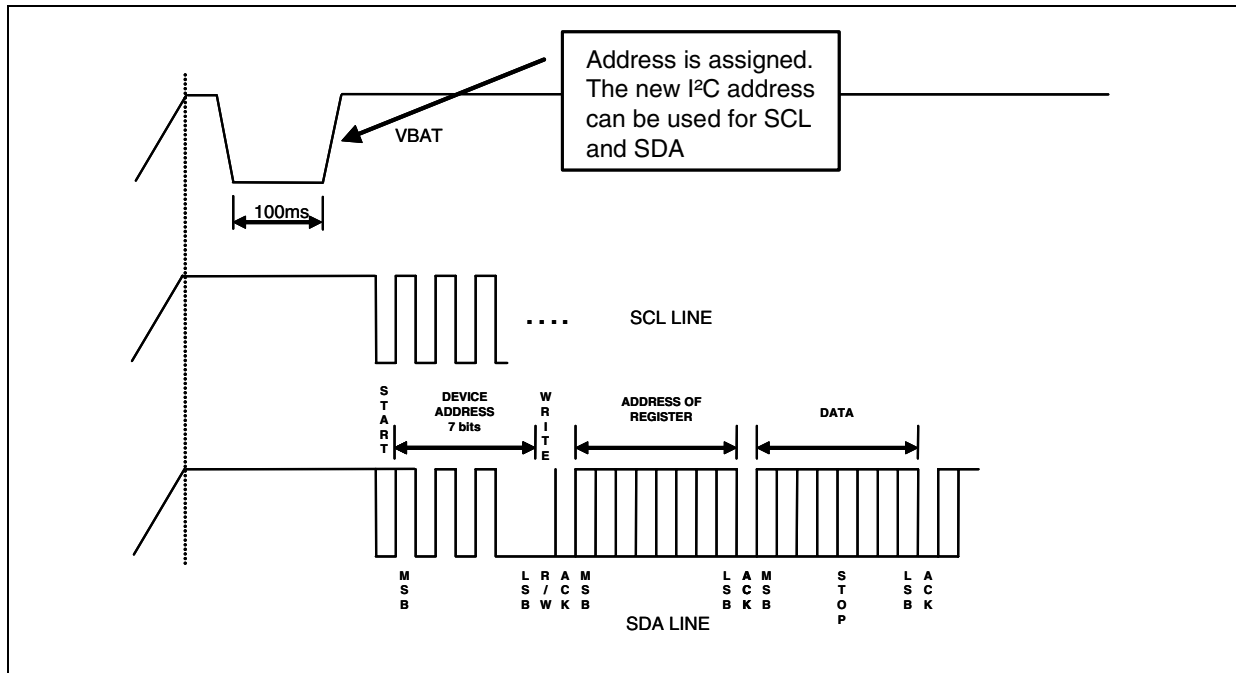 Address is assigned.
The new I²C address
can be used for SCL
and SDA
VBAT
100ms
SCL LINE
START
DEVICE
ADDRESS
7 bits
WRITE
ADDRESS OF
REGISTER
DATA
MSB
LSB
R/W
ACK
MSB
LSB
ACK
MSB
STOP
LSB
ACK
SDA LINE